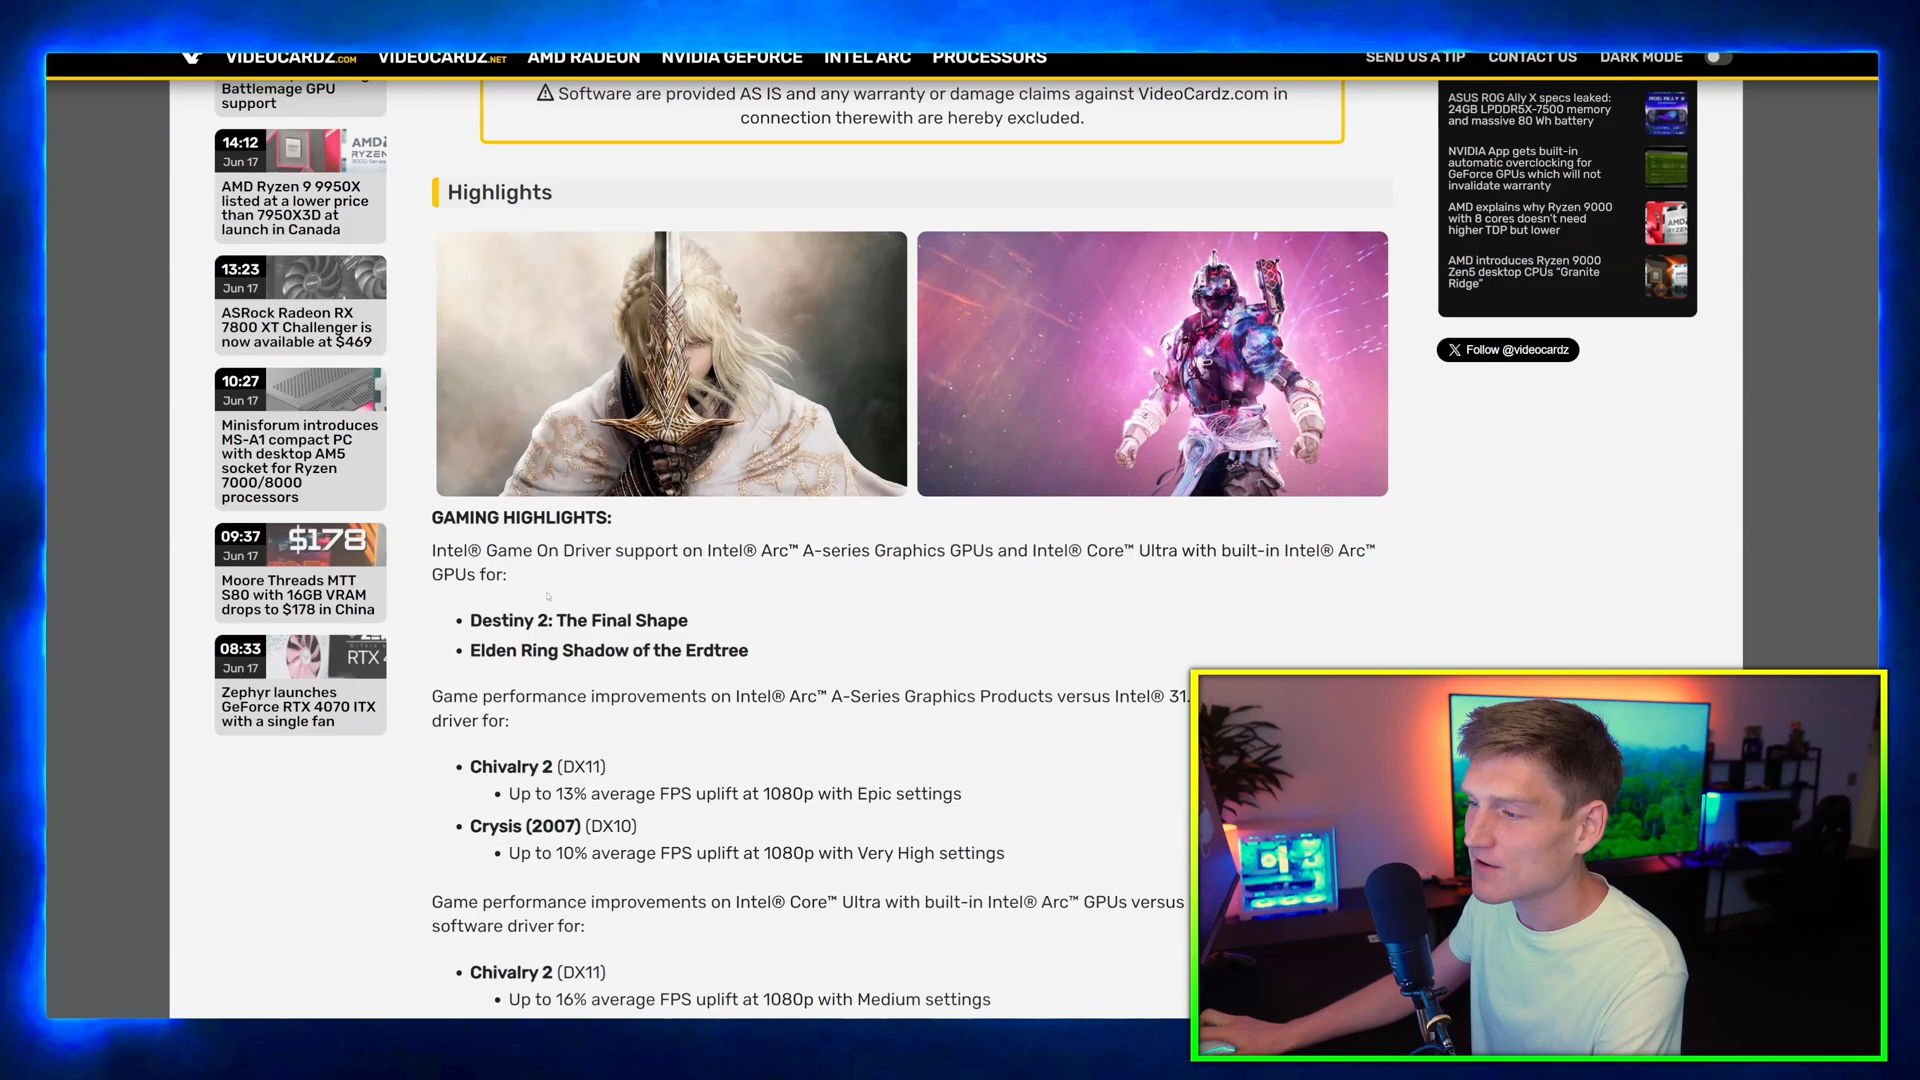 VIDEOCARDZ.COM VIDEOCARDZ.NET AMD RADEON NVIDIA GEFORCE INTEL ARC PROCESSORS SEND US A TIP CONTACT US DARK MODE
Battlemage GPU
support
14:12
Jun 17
AMD
RYZEN
AMD Ryzen 9 9950X
listed at a lower price
than 7950X3D at
launch in Canada
13:23
Jun 17
ASRock Radeon RX
7800 XT Challenger is
now available at $469
10:27
Jun 17
Minisforum introduces
MS-A1 compact PC
with desktop AM5
socket for Ryzen
7000/8000
processors
09:37
Jun 17
$178
Moore Threads MTT
S80 with 16GB VRAM
drops to $178 in China
08:33
Jun 17
RTX
Zephyr launches
GeForce RTX 4070 ITX
with a single fan
⚠ Software are provided AS IS and any warranty or damage claims against VideoCardz.com in
connection therewith are hereby excluded.
Highlights
GAMING HIGHLIGHTS:
Intel® Game On Driver support on Intel® Arc™ A-series Graphics GPUs and Intel® Core™ Ultra with built-in Intel® Arc™
GPUs for:
• Destiny 2: The Final Shape
• Elden Ring Shadow of the Erdtree
Game performance improvements on Intel® Arc™ A-Series Graphics Products versus Intel® 31.
driver for:
• Chivalry 2 (DX11)
• Up to 13% average FPS uplift at 1080p with Epic settings
• Crysis (2007) (DX10)
• Up to 10% average FPS uplift at 1080p with Very High settings
Game performance improvements on Intel® Core™ Ultra with built-in Intel® Arc™ GPUs versus
software driver for:
• Chivalry 2 (DX11)
• Up to 16% average FPS uplift at 1080p with Medium settings
ASUS ROG Ally X specs leaked:
24GB LPDDR5X-7500 memory
and massive 80 Wh battery
NVIDIA App gets built-in
automatic overclocking for
GeForce GPUs which will not
invalidate warranty
AMD explains why Ryzen 9000
with 8 cores doesn't need
higher TDP but lower
AMD introduces Ryzen 9000
Zen5 desktop CPUs "Granite
Ridge"
X Follow @videocardz